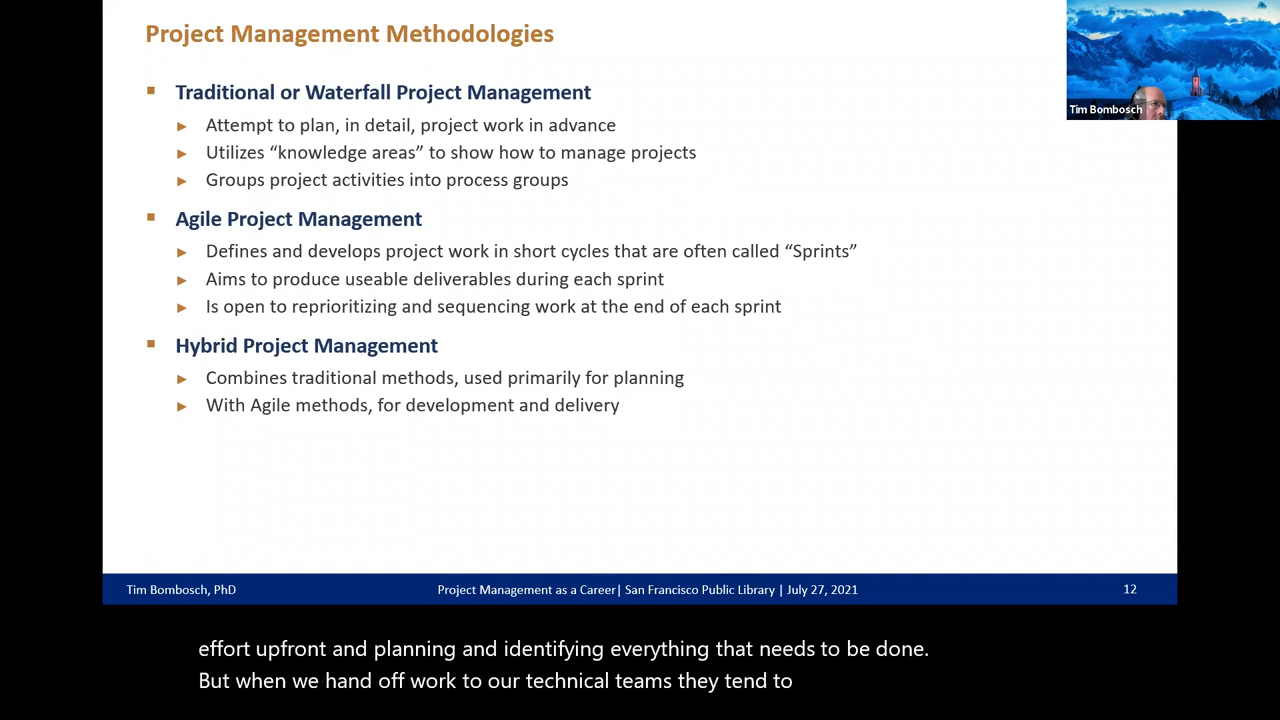 Project Management Methodologies
Tim Bombosch
Traditional or Waterfall Project Management
Attempt to plan, in detail, project work in advance
Utilizes “knowledge areas” to show how to manage projects
Groups project activities into process groups
Agile Project Management
Defines and develops project work in short cycles that are often called “Sprints”
Aims to produce useable deliverables during each sprint
Is open to reprioritizing and sequencing work at the end of each sprint
Hybrid Project Management
Combines traditional methods, used primarily for planning
With Agile methods, for development and delivery
Tim Bombosch, PhD
Project Management as a Career| San Francisco Public Library | July 27, 2021
12
effort upfront and planning and identifying everything that needs to be done.
But when we hand off work to our technical teams they tend to